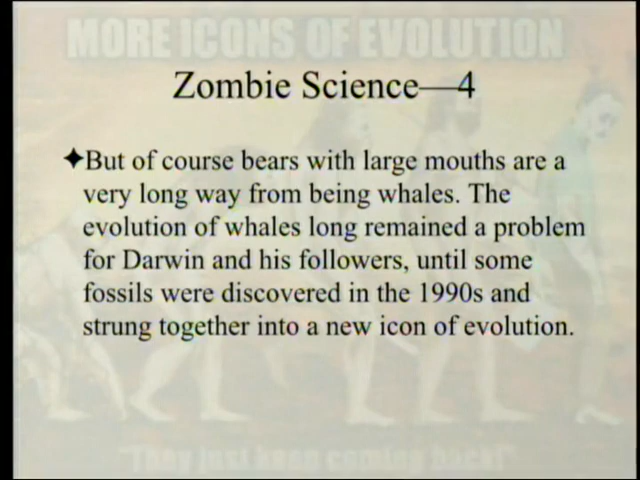 MORE ICONS OF EVOLUTION
Zombie Science—4
✦But of course bears with large mouths are a
very long way from being whales. The
evolution of whales long remained a problem
for Darwin and his followers, until some
fossils were discovered in the 1990s and
strung together into a new icon of evolution.
"They just keep coming back!"